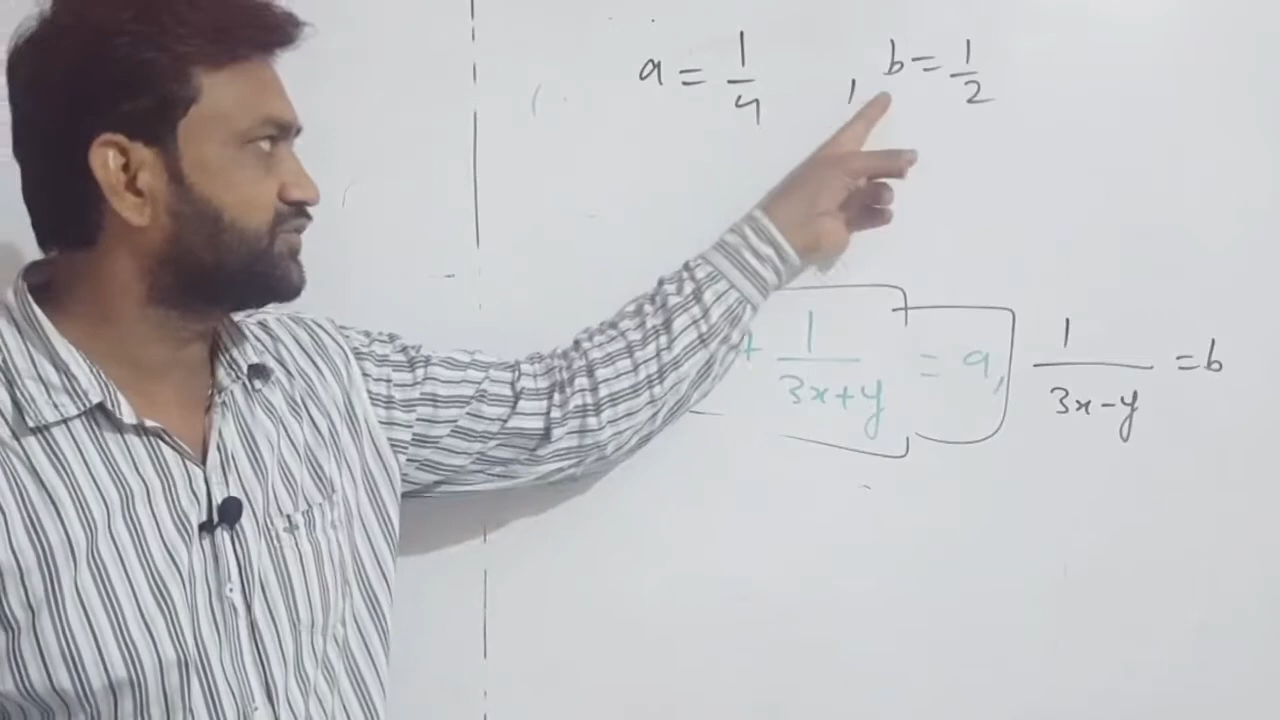 a = 1/4 , b = 1/2
+ 1/(3x+y) = a, 1/(3x-y) = b